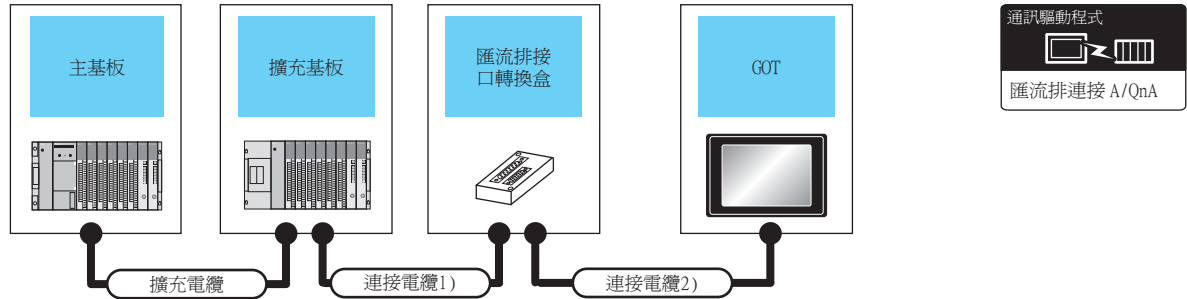 主基板
擴充基板
匯流排接
口轉換盒
GOT
擴充電纜
連接電纜1)
連接電纜2)
通訊驅動程式
匯流排連接 A/QnA